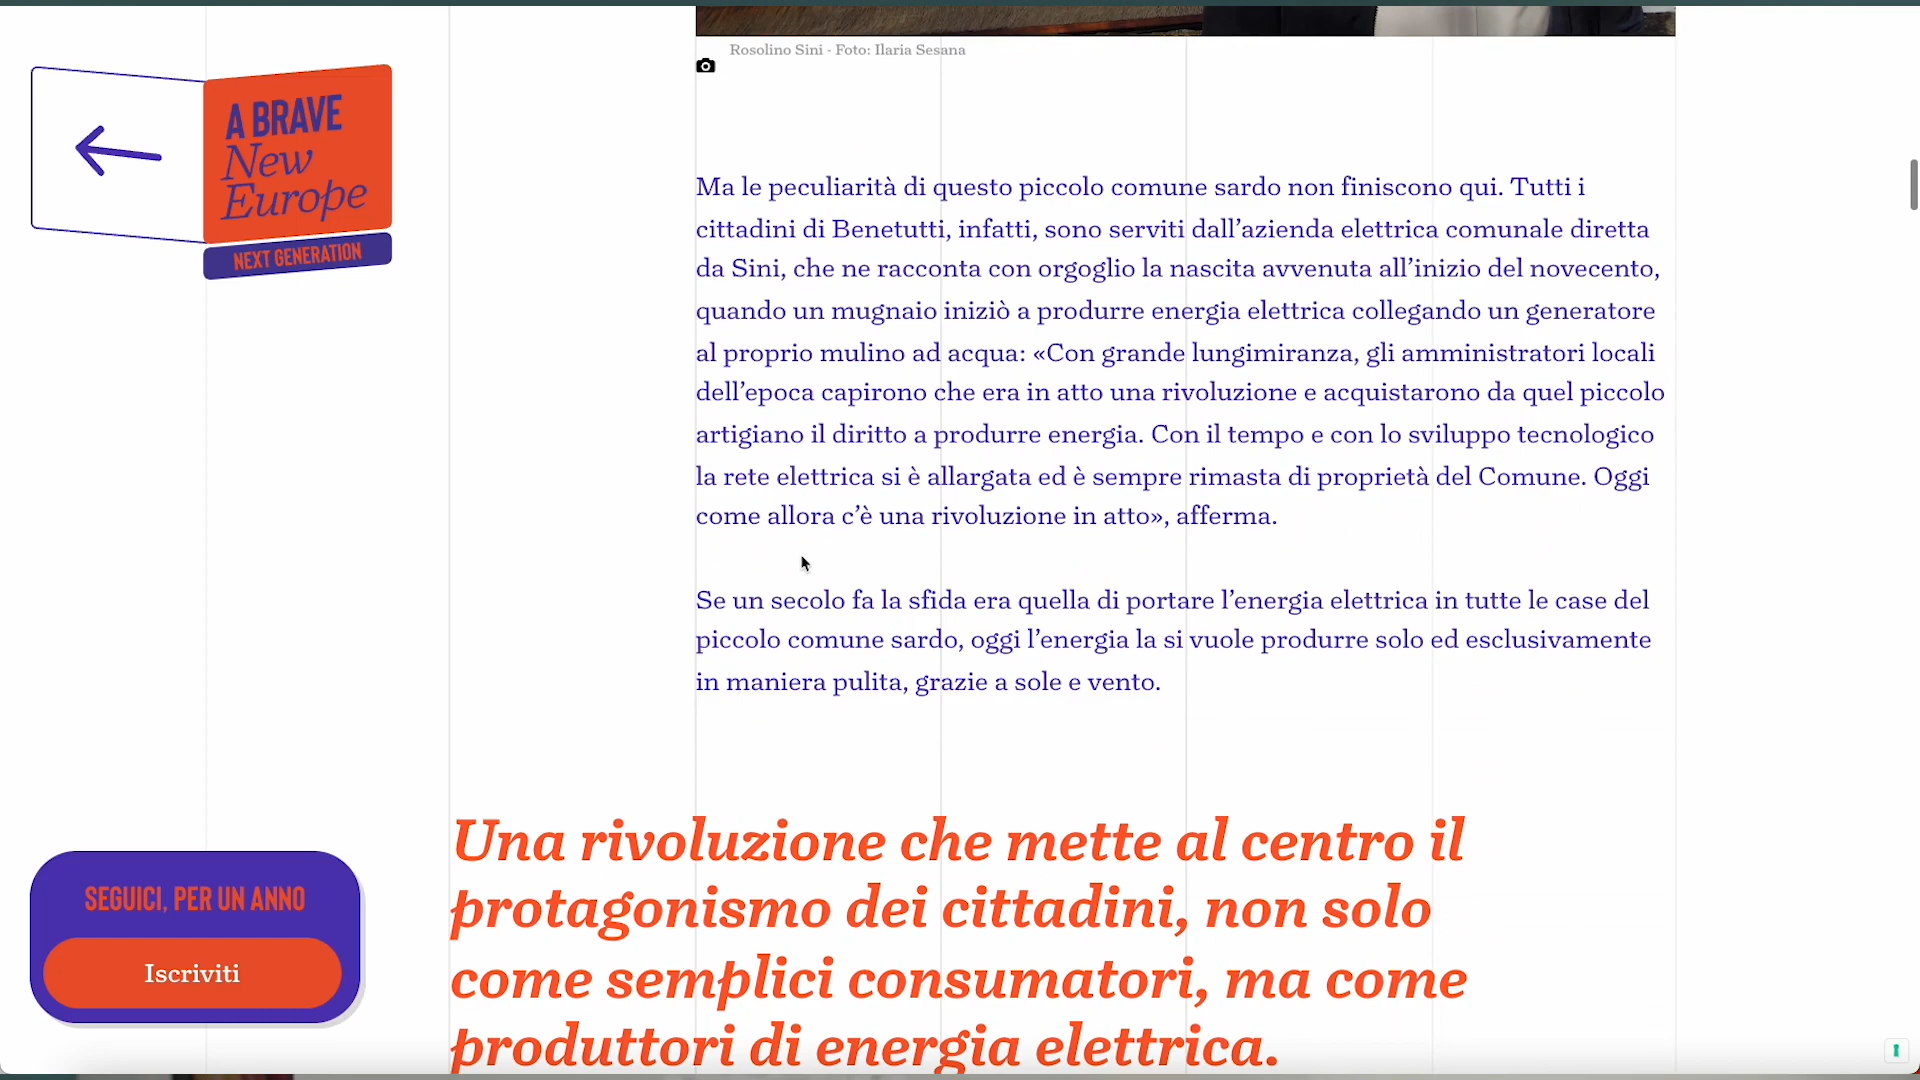 Rosolino Sini - Foto: Ilaria Sesana
A BRAVE
New
Europe
NEXT GENERATION
Ma le peculiarità di questo piccolo comune sardo non finiscono qui. Tutti i
cittadini di Benetutti, infatti, sono serviti dall’azienda elettrica comunale diretta
da Sini, che ne racconta con orgoglio la nascita avvenuta all’inizio del novecento,
quando un mugnaio iniziò a produrre energia elettrica collegando un generatore
al proprio mulino ad acqua: «Con grande lungimiranza, gli amministratori locali
dell’epoca capirono che era in atto una rivoluzione e acquistarono da quel piccolo
artigiano il diritto a produrre energia. Con il tempo e con lo sviluppo tecnologico
la rete elettrica si è allargata ed è sempre rimasta di proprietà del Comune. Oggi
come allora c’è una rivoluzione in atto», afferma.
Se un secolo fa la sfida era quella di portare l’energia elettrica in tutte le case del
piccolo comune sardo, oggi l’energia la si vuole produrre solo ed esclusivamente
in maniera pulita, grazie a sole e vento.
Una rivoluzione che mette al centro il
protagonismo dei cittadini, non solo
come semplici consumatori, ma come
produttori di energia elettrica.
SEGUICI, PER UN ANNO
Iscriviti